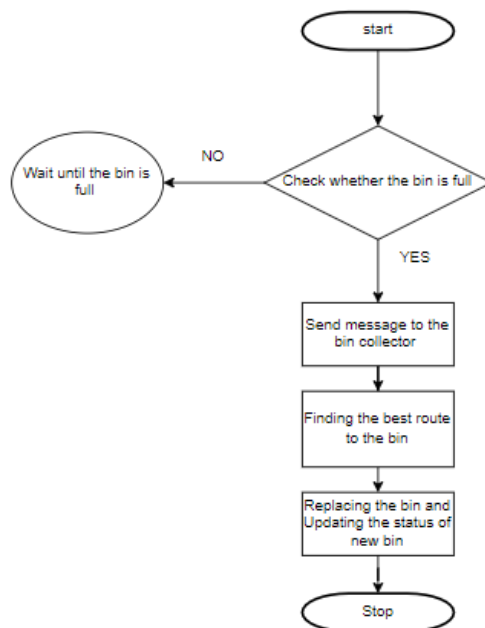 start
NO
Wait until the bin is
full
Check whether the bin is full
YES
Send message to the
bin collector
Finding the best route
to the bin
Replacing the bin and
Updating the status of
new bin
Stop